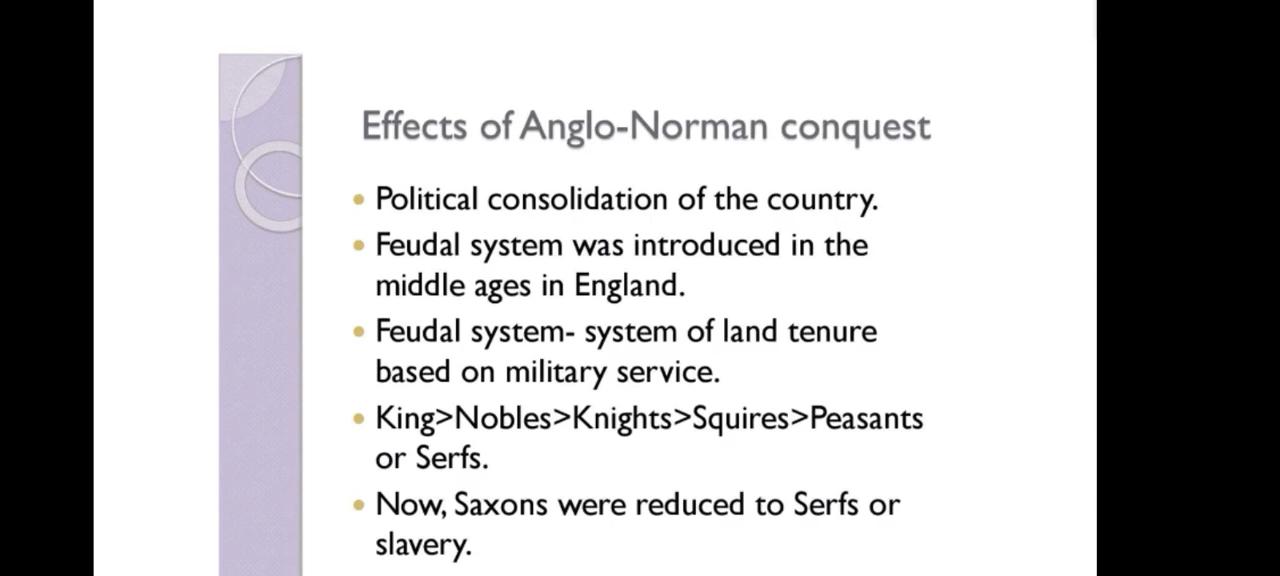 Effects of Anglo-Norman conquest
• Political consolidation of the country.
• Feudal system was introduced in the
middle ages in England.
• Feudal system- system of land tenure
based on military service.
• King>Nobles>Knights>Squires>Peasants
or Serfs.
• Now, Saxons were reduced to Serfs or
slavery.